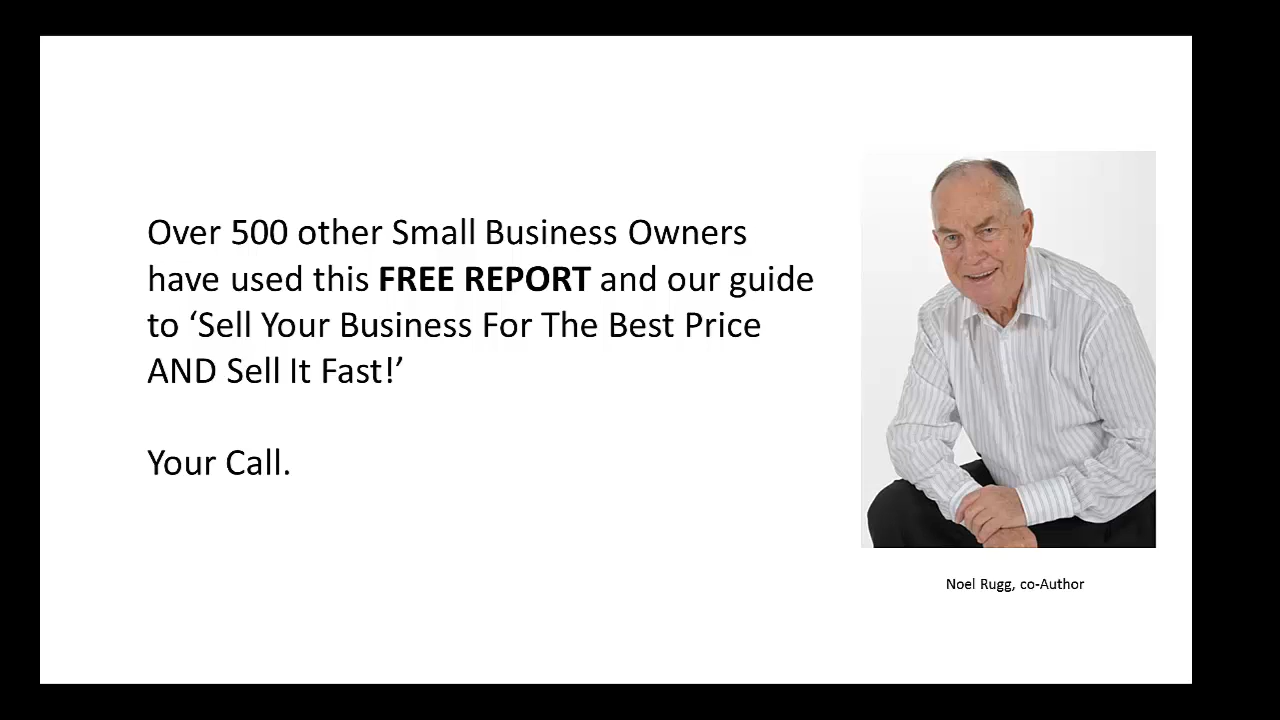 Over 500 other Small Business Owners
have used this FREE REPORT and our guide
to ‘Sell Your Business For The Best Price
AND Sell It Fast!’
Your Call.
Noel Rugg, co-Author